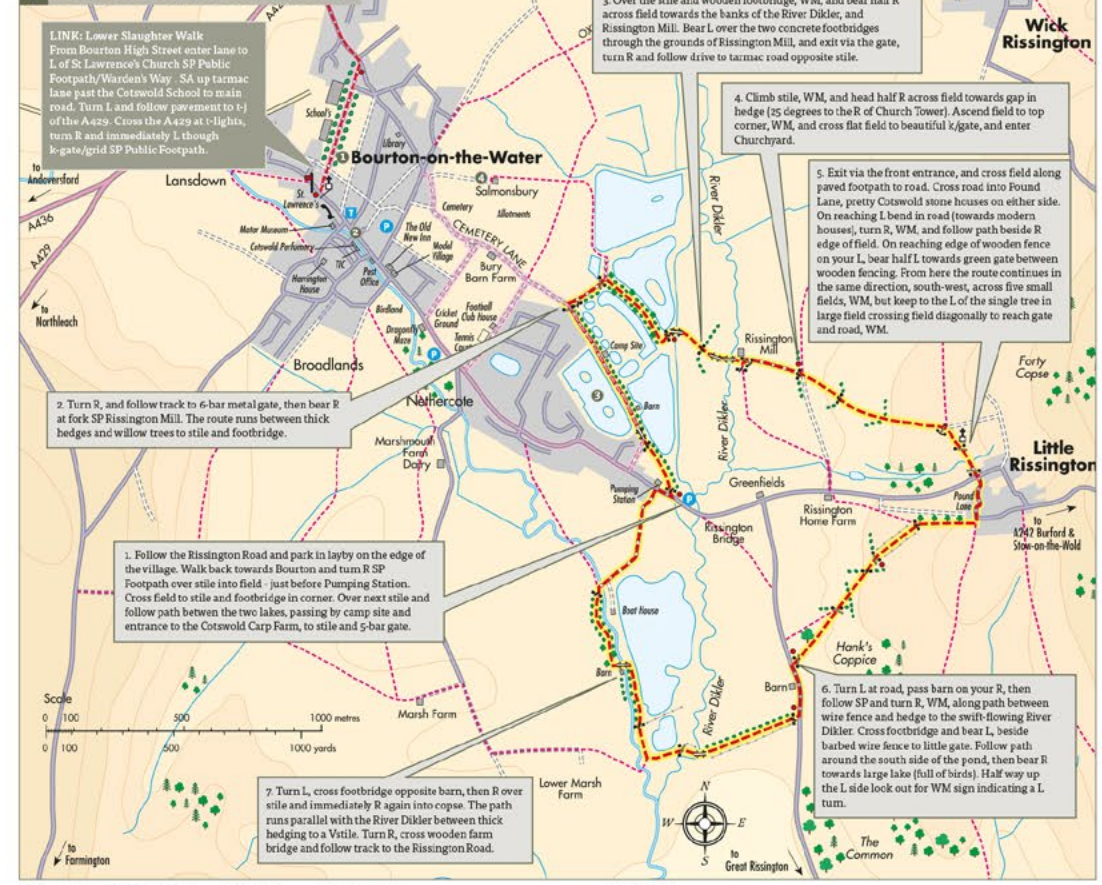 LINK: Lower Slaughter Walk
From Bourton High Street enter lane to
L of St Lawrence's Church SP Public
Footpath/Warden's Way . SA up tarmac
lane past the Cotswold School to main
road. Turn L and follow pavement to t-j
of the A429. Cross the A429 at t-lights,
turn R and immediately L though
k-gate/grid SP Public Footpath.
3. Over the stile and wooden footbridge, WM, and bear half R
across field towards the banks of the River Dikler, and
Rissington Mill. Bear L over the two concrete footbridges
through the grounds of Rissington Mill, and exit via the gate,
turn R and follow drive to tarmac road opposite stile.
Wick
Rissington
4. Climb stile, WM, and head half R across field towards gap in
hedge (25 degrees to the R of Church Tower). Ascend field to top
corner, WM, and cross flat field to beautiful k/gate, and enter
Churchyard.
5. Exit via the front entrance, and cross field along
paved footpath to road. Cross road into Pound
Lane, pretty Cotswold stone houses on either side.
On reaching L bend in road (towards modern
houses), turn R, WM, and follow path beside R
edge of field. On reaching edge of wooden fence
on your L, bear half L towards green gate between
wooden fencing. From here the route continues in
the same direction, south-west, across five small
fields, WM, but keep to the L of the single tree in
large field crossing field diagonally to reach gate
and road, WM.
School's
Library
1
Bourton-on-the-Water
to
Andoversford
Lansdown
A436
A429
to
Northleach
St.
Lawrence's
4
Salmonsbury
Cemetery
Allotments
Motor Museum
T
2
P
The Old
New Inn
Cotswold Perfumery
Model
Village
TIC
Post
Office
Harrington
House
CEMETERY LANE
Bury
Barn Farm
Birdland
Cricket
Ground
Football
Club House
Dragonfly
Maze
Tennis
P
Broadlands
Nethercote
River Dikler
Camp Site
3
Barn
Rissington
Mill
River Dikler
Forty
Copse
Little
Rissington
2. Turn R, and follow track to 6-bar metal gate, then bear R
at fork SP Rissington Mill. The route runs between thick
hedges and willow trees to stile and footbridge.
Marshmouth
Farm
Dairy
Pumping
Station
P
Greenfields
Rissington
Bridge
Rissington
Home Farm
Pound
Lane
to
A242 Burford &
Stow-on-the-Wold
1. Follow the Rissington Road and park in layby on the edge of
the village. Walk back towards Bourton and turn R SP
Footpath over stile into field - just before Pumping Station.
Cross field to stile and footbridge in corner. Over next stile and
follow path betwen the two lakes, passing by camp site and
entrance to the Cotswold Carp Farm, to stile and 5-bar gate.
Boat House
Barn
Hank's
Coppice
Barn
River Dikler
Scale
0 100 500 1000 metres
0 100 500 1000 yards
Marsh Farm
Lower Marsh
Farm
6. Turn L at road, pass barn on your R, then
follow SP and turn R, WM, along path between
wire fence and hedge to the swift-flowing River
Dikler. Cross footbridge and bear L, beside
barbed wire fence to little gate. Follow path
around the south side of the pond, then bear R
towards large lake (full of birds). Half way up
the L side look out for WM sign indicating a L
turn.
7. Turn L, cross footbridge opposite barn, then R over
stile and immediately R again into copse. The path
runs parallel with the River Dikler between thick
hedging to a Vstile. Turn R, cross wooden farm
bridge and follow track to the Rissington Road.
N
W E
S
to
Farmington
to
Great Rissington
The
Common